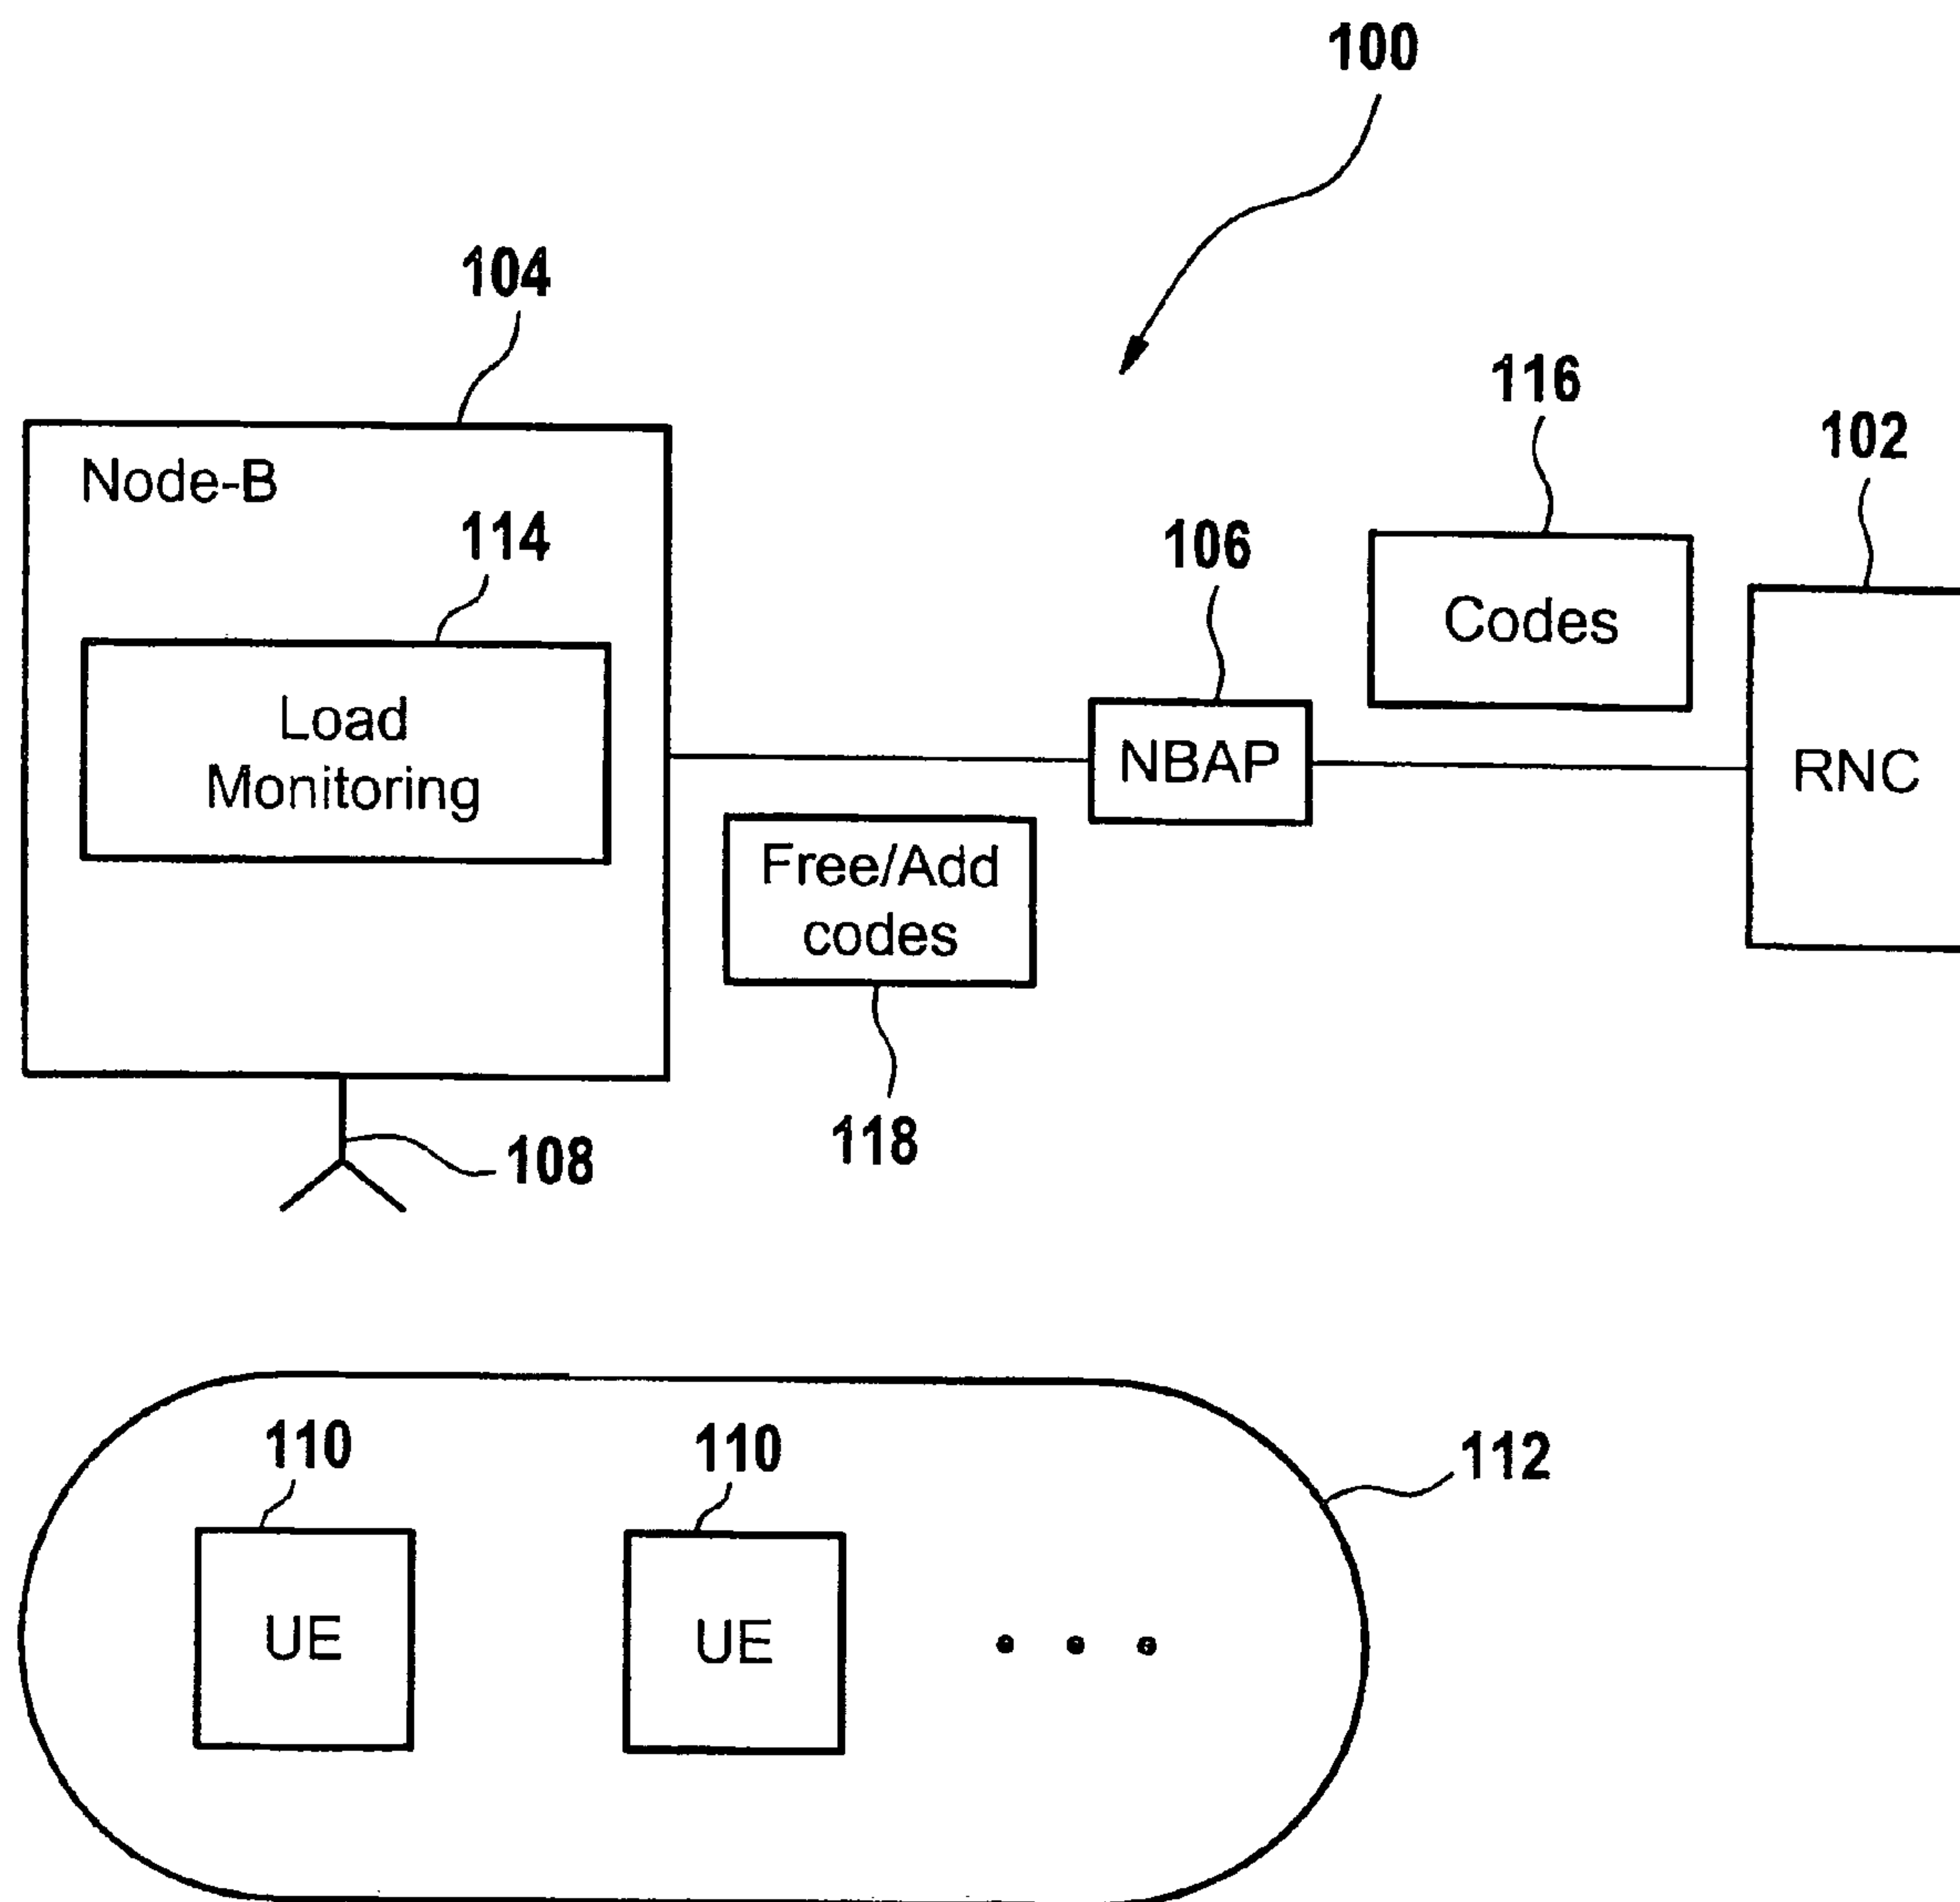 100
104
116
102
Node-B
114
106
Codes
Load
Monitoring
NBAP
RNC
Free/Add
codes
118
108
110
110
112
UE
UE